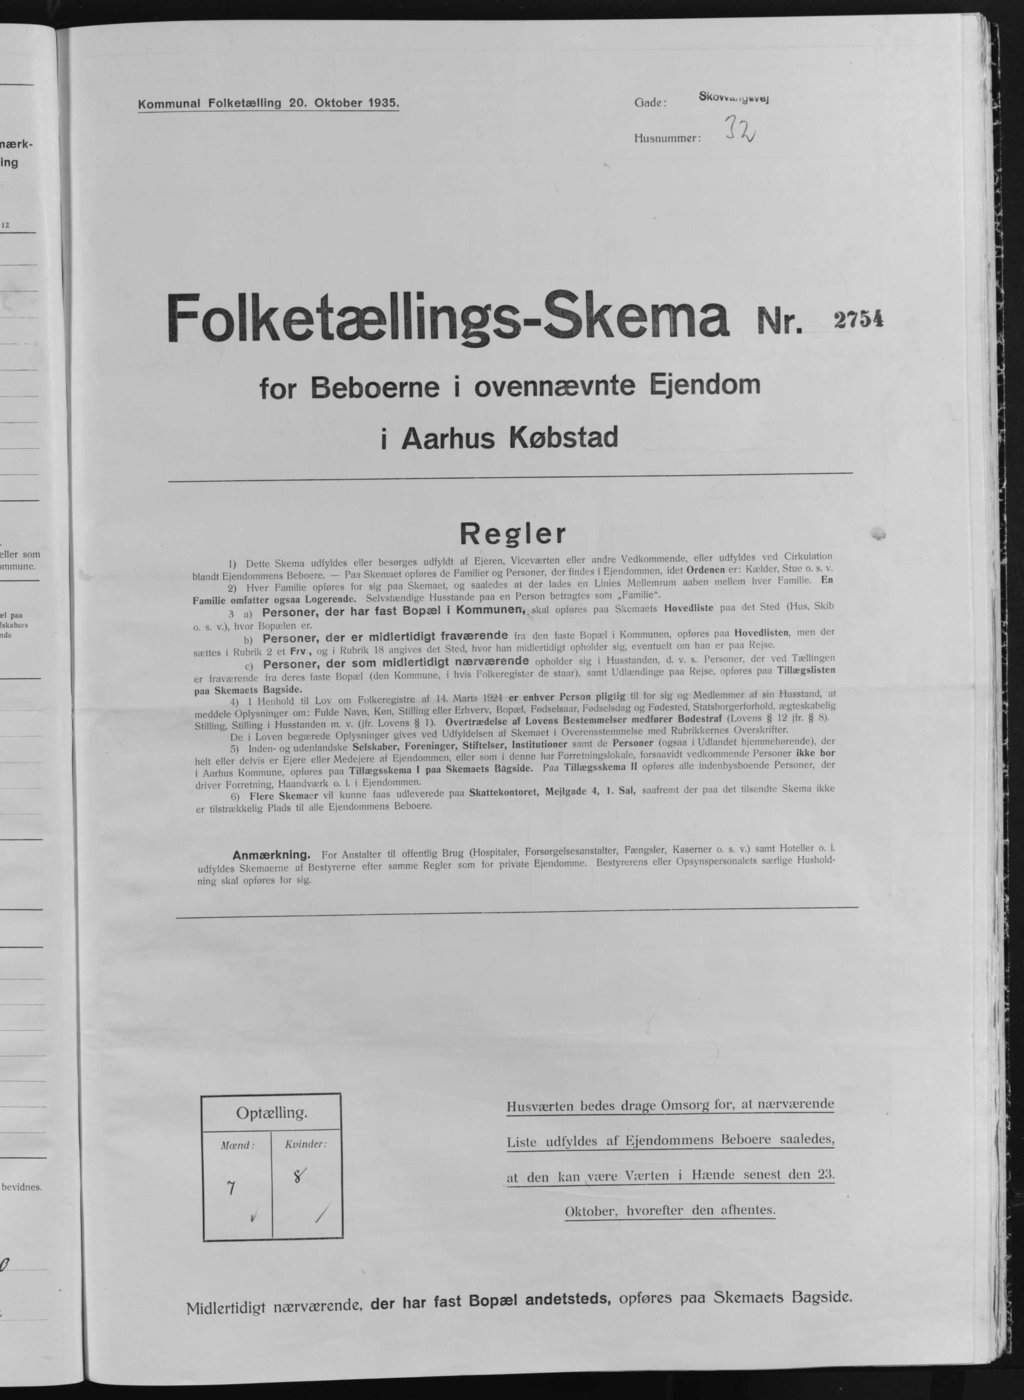 Kommunal Folketælling 20. Oktober 1935.
Gade: Skovvangsvej
Husnummer: 32
Folketællings-Skema Nr. 2754
for Beboerne i ovennævnte Ejendom
i Aarhus Købstad
Regler
1) Dette Skema udfyldes eller besørges udfyldt af Ejeren, Viceværten eller andre Vedkommende, eller udfyldes ved Cirkulation
blandt Ejendommens Beboere. — Paa Skemaet opføres de Familier og Personer, der findes i Ejendommen, idet Ordenen er: Kælder, Stue o. s. v.
2) Hver Familie opføres for sig paa Skemaet, og saaledes at der lades en Linies Mellemrum aaben mellem hver Familie. En
Familie omfatter ogsaa Logerende. Selvstændige Husstande paa en Person betragtes som „Familie“.
3 a) Personer, der har fast Bopæl i Kommunen, skal opføres paa Skemaets Hovedliste paa det Sted (Hus, Skib
o. s. v.), hvor Bopælen er.
b) Personer, der er midlertidigt fraværende fra den faste Bopæl i Kommunen, opføres paa Hovedlisten, men der
sættes i Rubrik 2 et Frv., og i Rubrik 18 angives det Sted, hvor han midlertidigt opholder sig, eventuelt om han er paa Rejse.
c) Personer, der som midlertidigt nærværende opholder sig i Husstanden, d. v. s. Personer, der ved Tællingen
er fraværende fra deres faste Bopæl (den Kommune, i hvis Folkeregister de staar), samt Udlændinge paa Rejse, opføres paa Tillægslisten
paa Skemaets Bagside.
4) I Henhold til Lov om Folkeregistre af 14. Marts 1924 er enhver Person pligtig til for sig og Medlemmer af sin Husstand, at
meddele Oplysninger om: Fulde Navn, Køn, Stilling eller Erhverv, Bopæl, Fødselsaar, Fødselsdag og Fødested, Statsborgerforhold, ægteskabelig
Stilling, Stilling i Husstanden m. v. (jfr. Lovens § 1). Overtrædelse af Lovens Bestemmelser medfører Bødestraf (Lovens § 12 jfr. § 8).
De i Loven begærede Oplysninger gives ved Udfyldelsen af Skemaet i Overensstemmelse med Rubrikkernes Overskrifter.
5) Inden- og udenlandske Selskaber, Foreninger, Stiftelser, Institutioner samt de Personer (ogsaa i Udlandet hjemmehørende), der
helt eller delvis er Ejere eller Medejere af Ejendommen, eller som i denne har Forretningslokale, forsaavidt vedkommende Personer ikke bor
i Aarhus Kommune, opføres paa Tillægsskema I paa Skemaets Bagside. Paa Tillægsskema II opføres alle indenbysboende Personer, der
driver Forretning, Haandværk o. l. i Ejendommen.
6) Flere Skemaer vil kunne faas udleverede paa Skattekontoret, Mejlgade 4, 1. Sal, saafremt der paa det tilsendte Skema ikke
er tilstrækkelig Plads til alle Ejendommens Beboere.
Anmærkning. For Anstalter til offentlig Brug (Hospitaler, Forsørgelsesanstalter, Fængsler, Kaserner o. s. v.) samt Hoteller o. l.
udfyldes Skemaerne af Bestyrerne efter samme Regler som for private Ejendomme. Bestyrerens eller Opsynspersonalets særlige Hushold-
ning skal opføres for sig.
Optælling.
Mænd: Kvinder:
7 8
Husværten bedes drage Omsorg for, at nærværende
Liste udfyldes af Ejendommens Beboere saaledes,
at den kan være Værten i Hænde senest den 23.
Oktober, hvorefter den afhentes.
Midlertidigt nærværende, der har fast Bopæl andetsteds, opføres paa Skemaets Bagside.
mærk-
ing
12
eller som
ommune.
el paa
lskabers
nde
bevidnes.